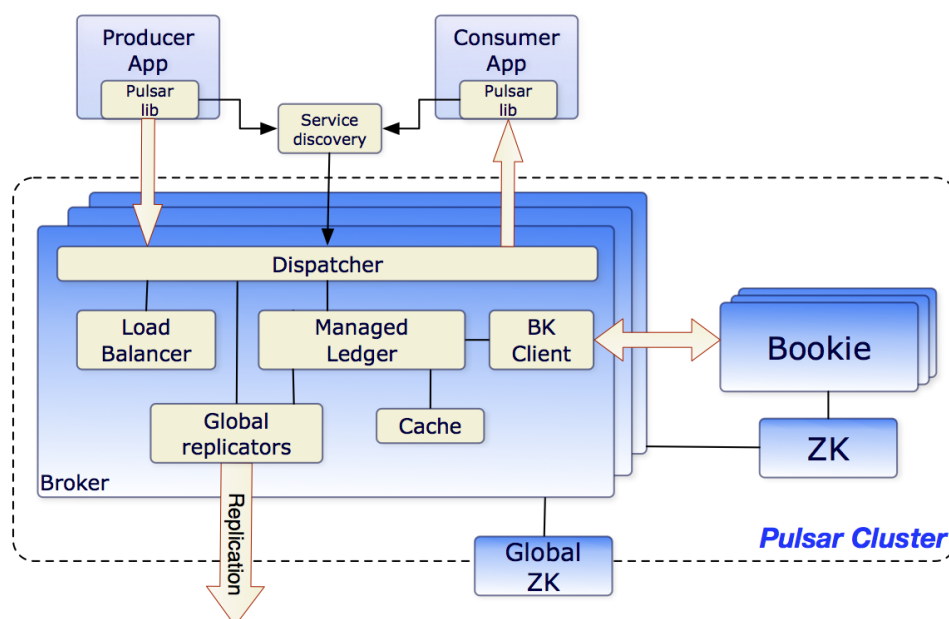 Producer
App
Pulsar
lib
Consumer
App
Pulsar
lib
Service
discovery
Dispatcher
Load
Balancer
Managed
Ledger
BK
Client
Bookie
Global
replicators
Cache
ZK
Broker
Replication
Global
ZK
Pulsar Cluster